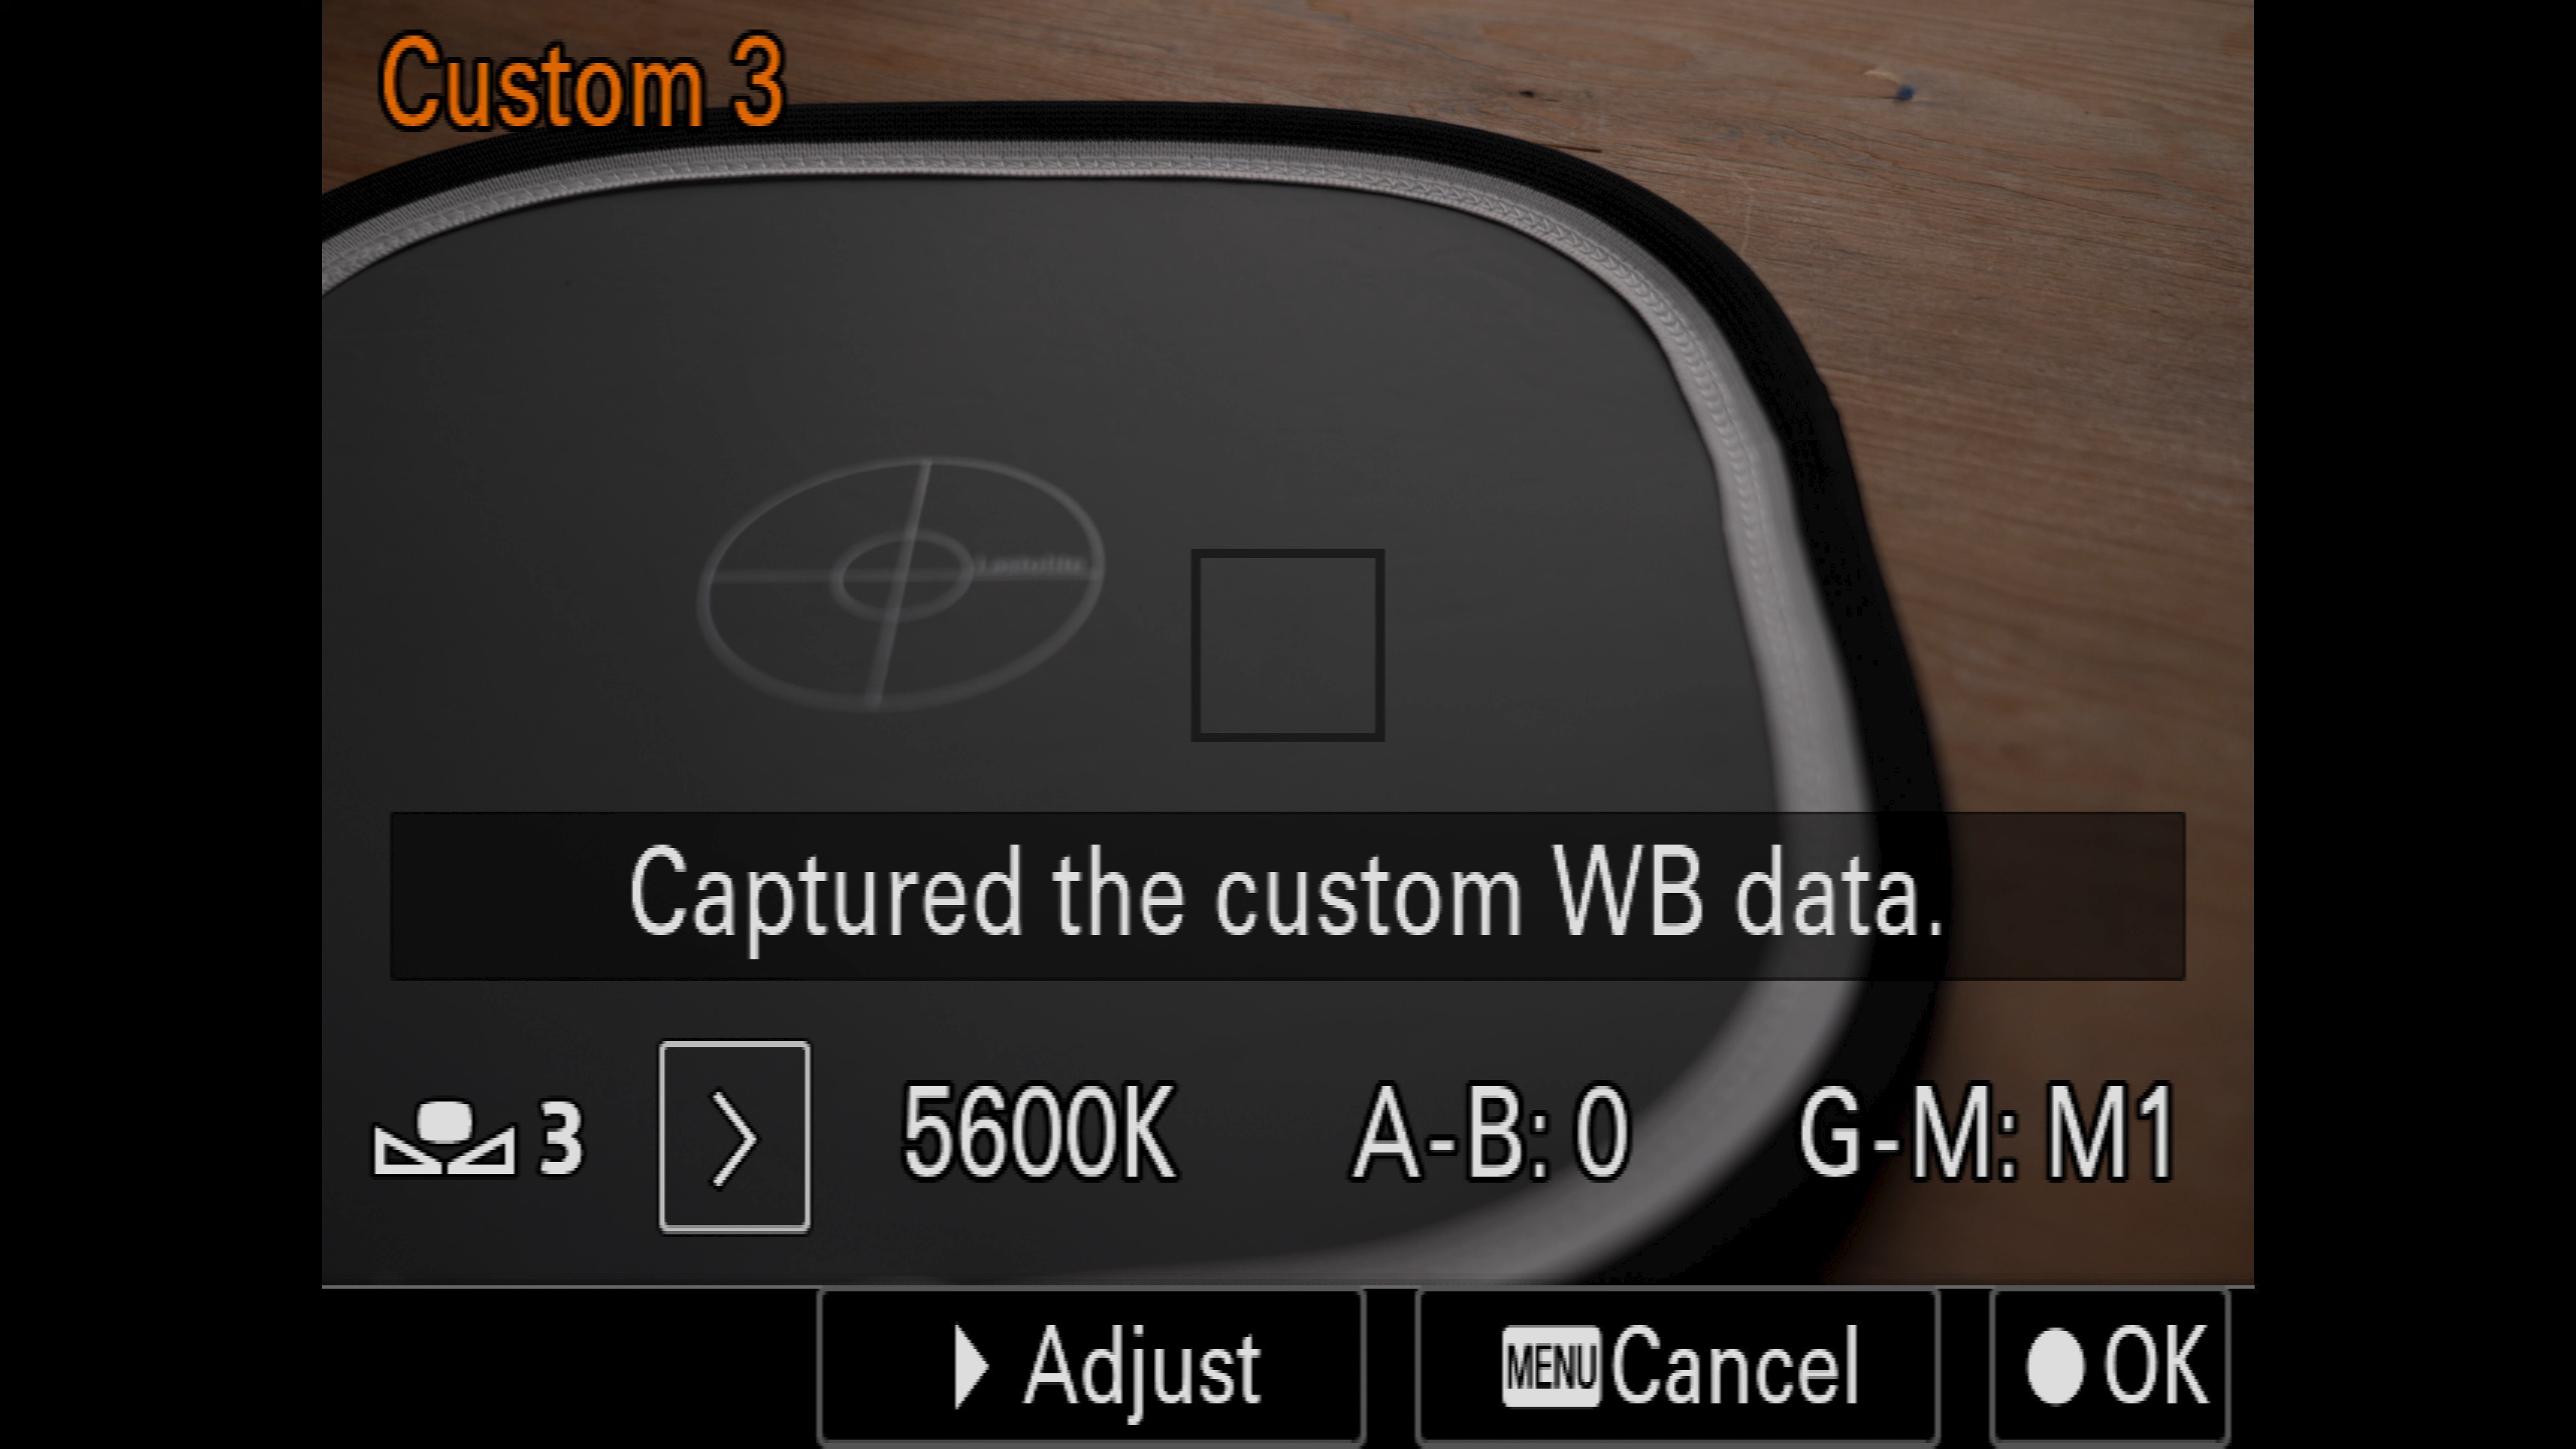 Custom 3
Captured the custom WB data.
3
5600K
A-B: 0
G-M: M1
Adjust
MENU Cancel
OK